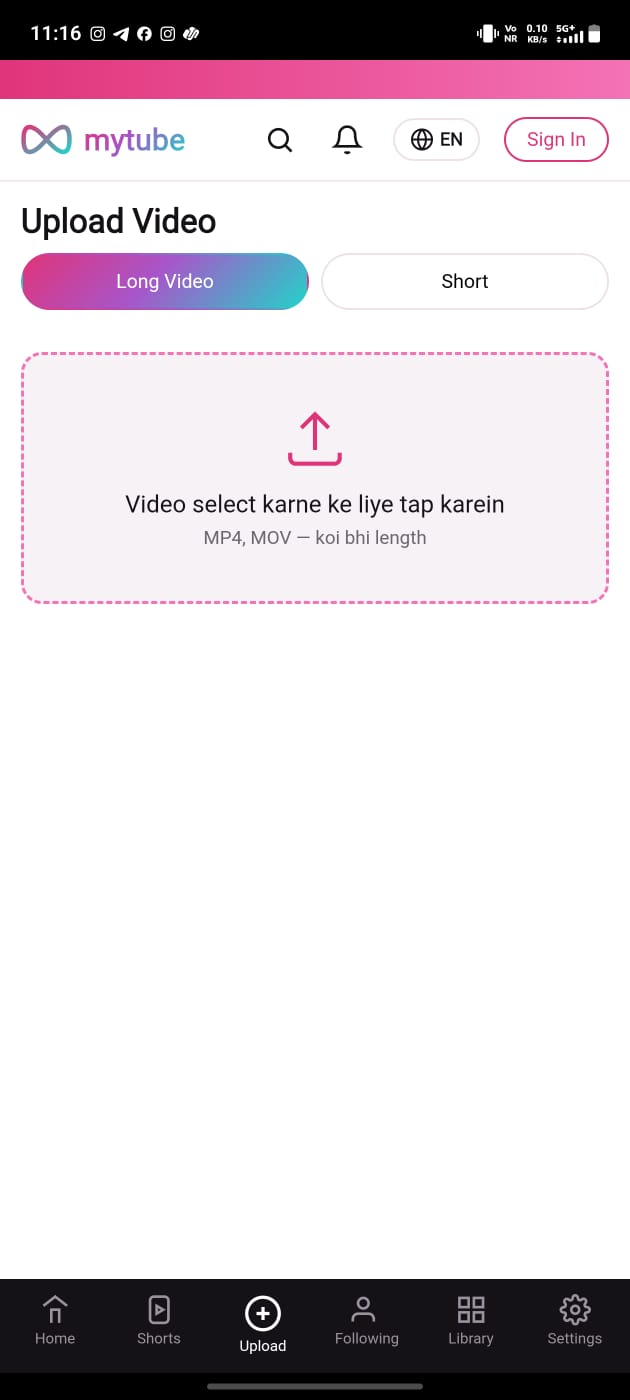 11:16
Vo NR 0.10 KB/s 5G+
mytube EN Sign In
Upload Video
Long Video Short
Video select karne ke liye tap karein
MP4, MOV — koi bhi length
Home Shorts Upload Following Library Settings